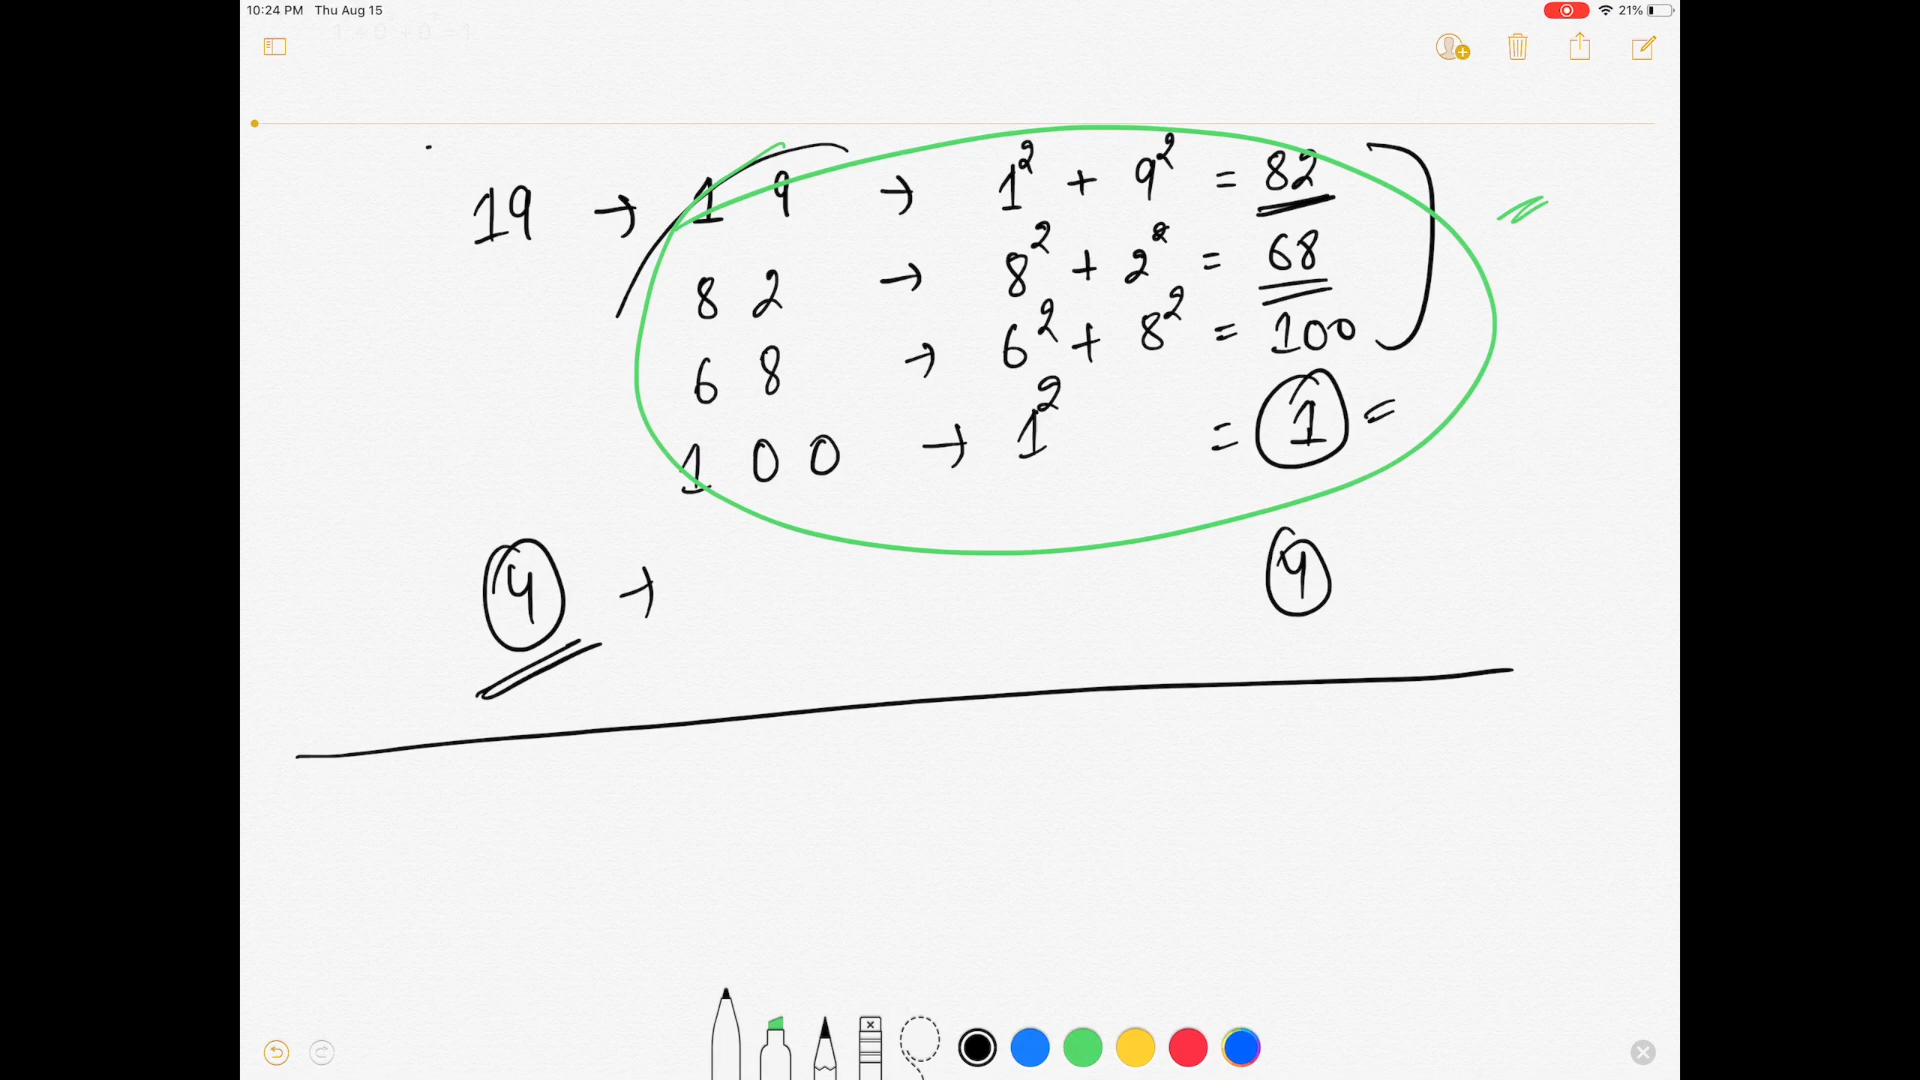 10:24 PM Thu Aug 15 21%
19 → 1 9 → 1² + 9² = 82
8 2 → 8² + 2² = 68
6 8 → 6² + 8² = 100
1 0 0 → 1² = 1 =
4 → 4